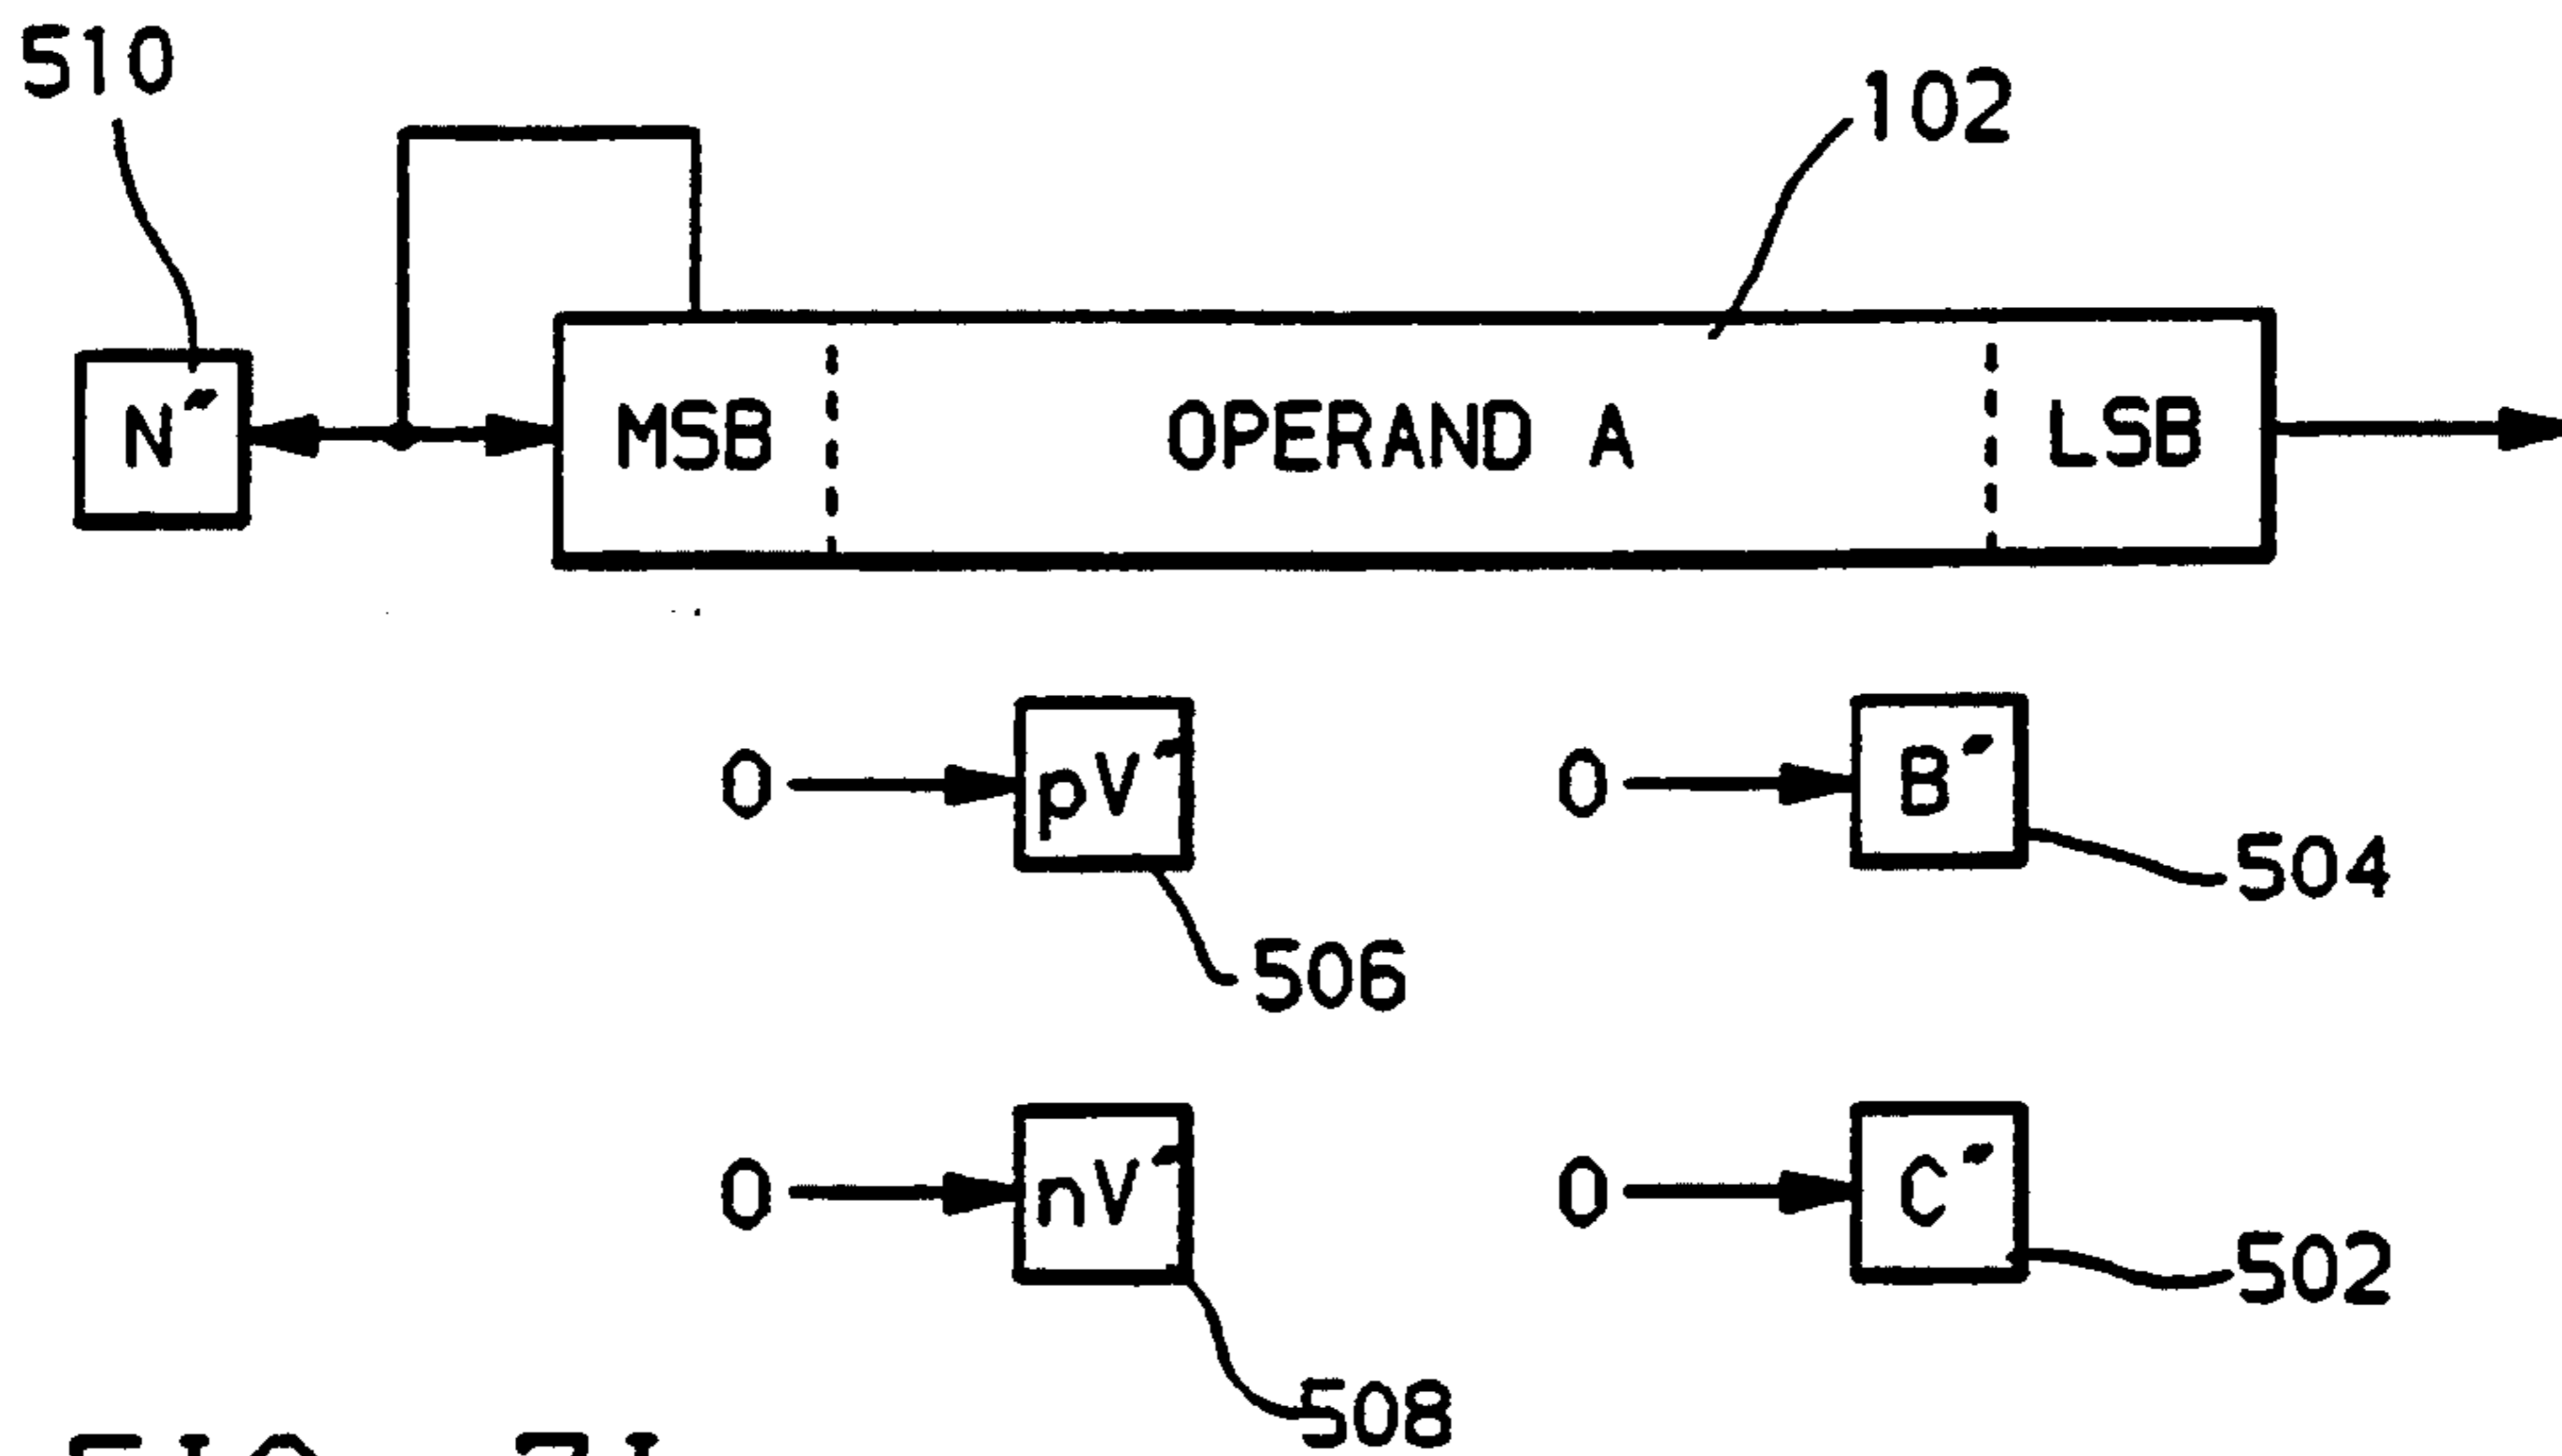 510
102
N′ MSB OPERAND A LSB
0 pV′ 0 B′
504
506
0 nV′ 0 C′
502
508